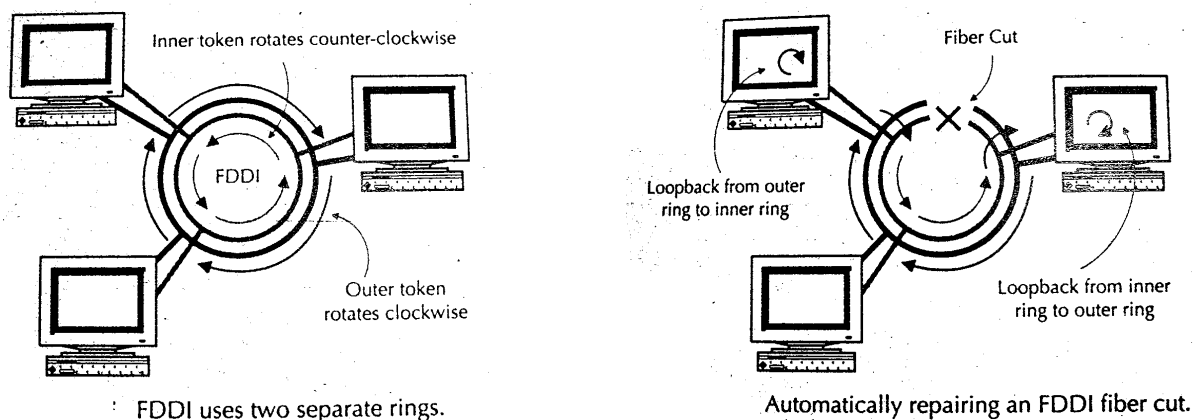 Inner token rotates counter-clockwise
FDDI
Outer token
rotates clockwise
FDDI uses two separate rings.
Fiber Cut
Loopback from outer
ring to inner ring
Loopback from inner
ring to outer ring
Automatically repairing an FDDI fiber cut.